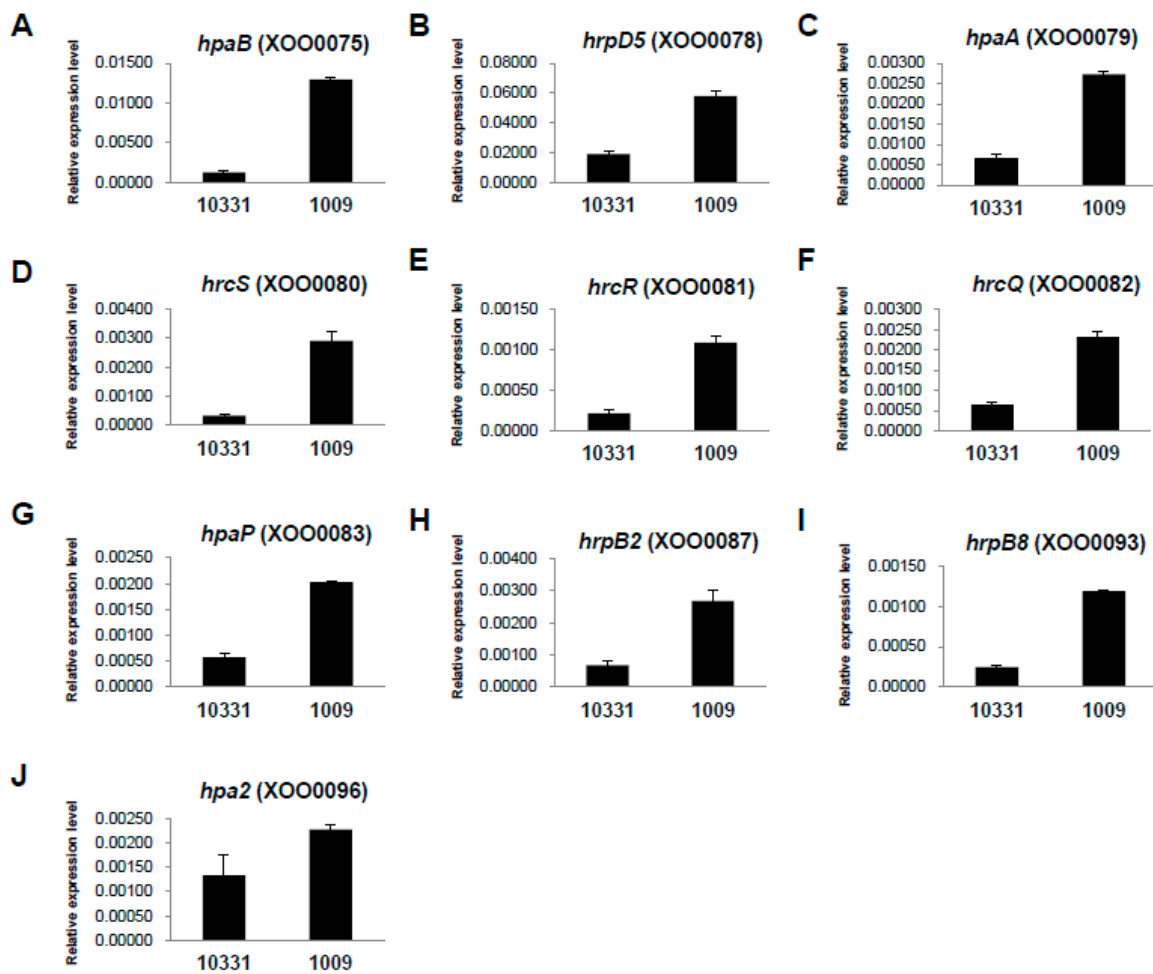 A
hpaB (XOO0075)
Relative expression level
0.01500
0.01000
0.00500
0.00000
10331 1009
B
hrpD5 (XOO0078)
Relative expression level
0.08000
0.06000
0.04000
0.02000
0.00000
10331 1009
C
hpaA (XOO0079)
Relative expression level
0.00300
0.00250
0.00200
0.00150
0.00100
0.00050
0.00000
10331 1009
D
hrcS (XOO0080)
Relative expression level
0.00400
0.00300
0.00200
0.00100
0.00000
10331 1009
E
hrcR (XOO0081)
Relative expression level
0.00150
0.00100
0.00050
0.00000
10331 1009
F
hrcQ (XOO0082)
Relative expression level
0.00300
0.00250
0.00200
0.00150
0.00100
0.00050
0.00000
10331 1009
G
hpaP (XOO0083)
Relative expression level
0.00250
0.00200
0.00150
0.00100
0.00050
0.00000
10331 1009
H
hrpB2 (XOO0087)
Relative expression level
0.00400
0.00300
0.00200
0.00100
0.00000
10331 1009
I
hrpB8 (XOO0093)
Relative expression level
0.00150
0.00100
0.00050
0.00000
10331 1009
J
hpa2 (XOO0096)
Relative expression level
0.00250
0.00200
0.00150
0.00100
0.00050
0.00000
10331 1009